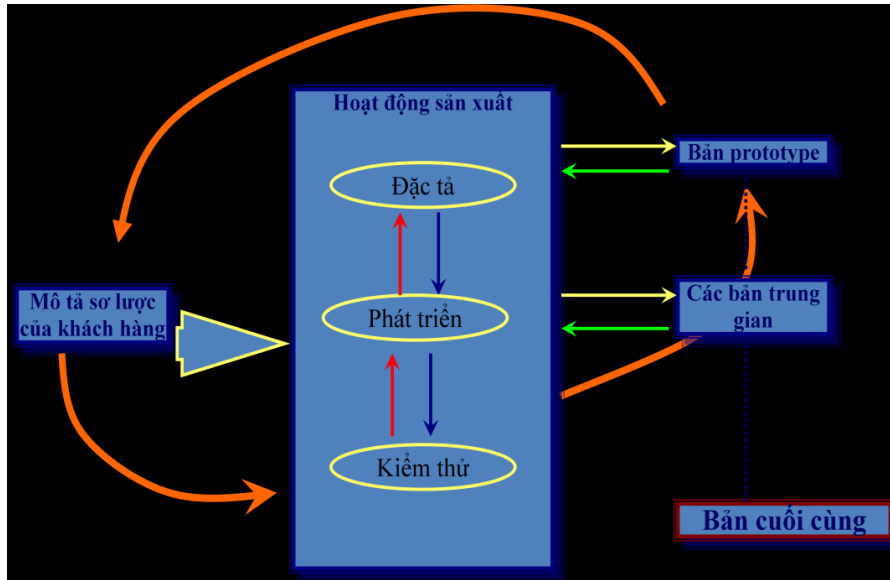 Hoạt động sản xuất
Bản prototype
Đặc tả
Mô tả sơ lược
của khách hàng
Phát triển
Các bản trung
gian
Kiểm thử
Bản cuối cùng